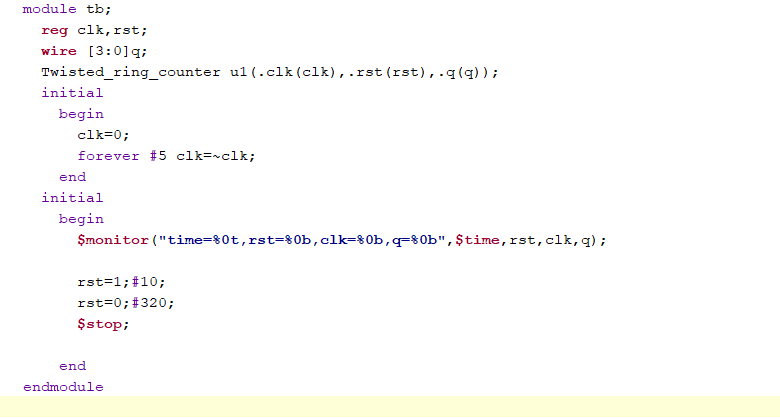 module tb;
reg clk,rst;
wire [3:0]q;
Twisted_ring_counter u1(.clk(clk),.rst(rst),.q(q));
initial
begin
clk=0;
forever #5 clk=~clk;
end
initial
begin
$monitor("time=%0t,rst=%0b,clk=%0b,q=%0b",$time,rst,clk,q);
rst=1;#10;
rst=0;#320;
$stop;
end
endmodule